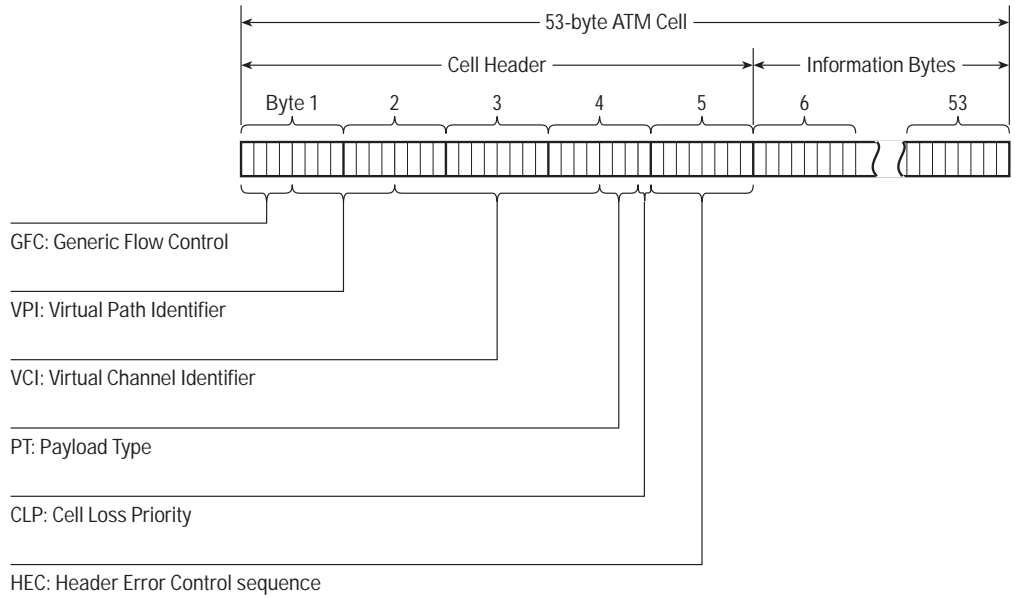 53-byte ATM Cell
Cell Header
Information Bytes
Byte 1
2
3
4
5
6
53
GFC: Generic Flow Control
VPI: Virtual Path Identifier
VCI: Virtual Channel Identifier
PT: Payload Type
CLP: Cell Loss Priority
HEC: Header Error Control sequence